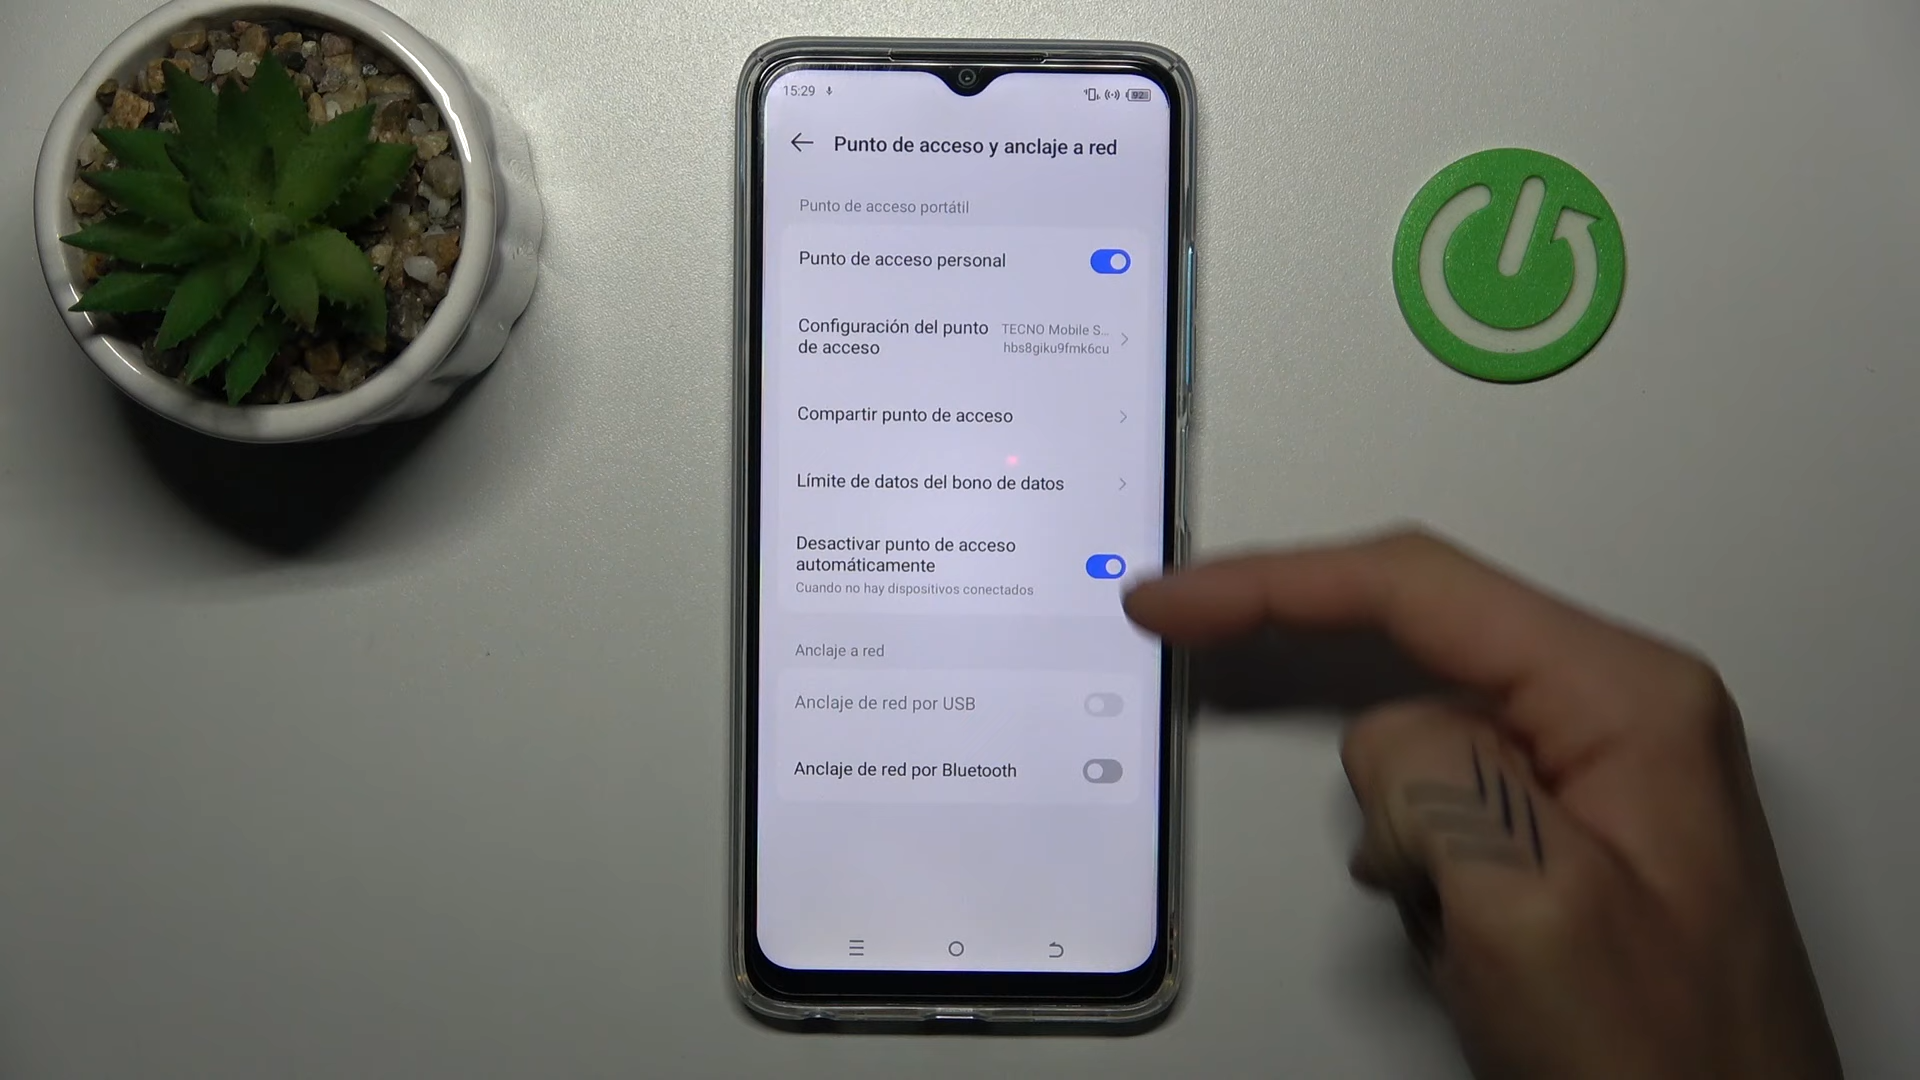 15:29
92
Punto de acceso y anclaje a red
Punto de acceso portátil
Punto de acceso personal
Configuración del punto
de acceso
TECNO Mobile S...
hbs8giku9fmk6cu
Compartir punto de acceso
Límite de datos del bono de datos
Desactivar punto de acceso
automáticamente
Cuando no hay dispositivos conectados
Anclaje a red
Anclaje de red por USB
Anclaje de red por Bluetooth